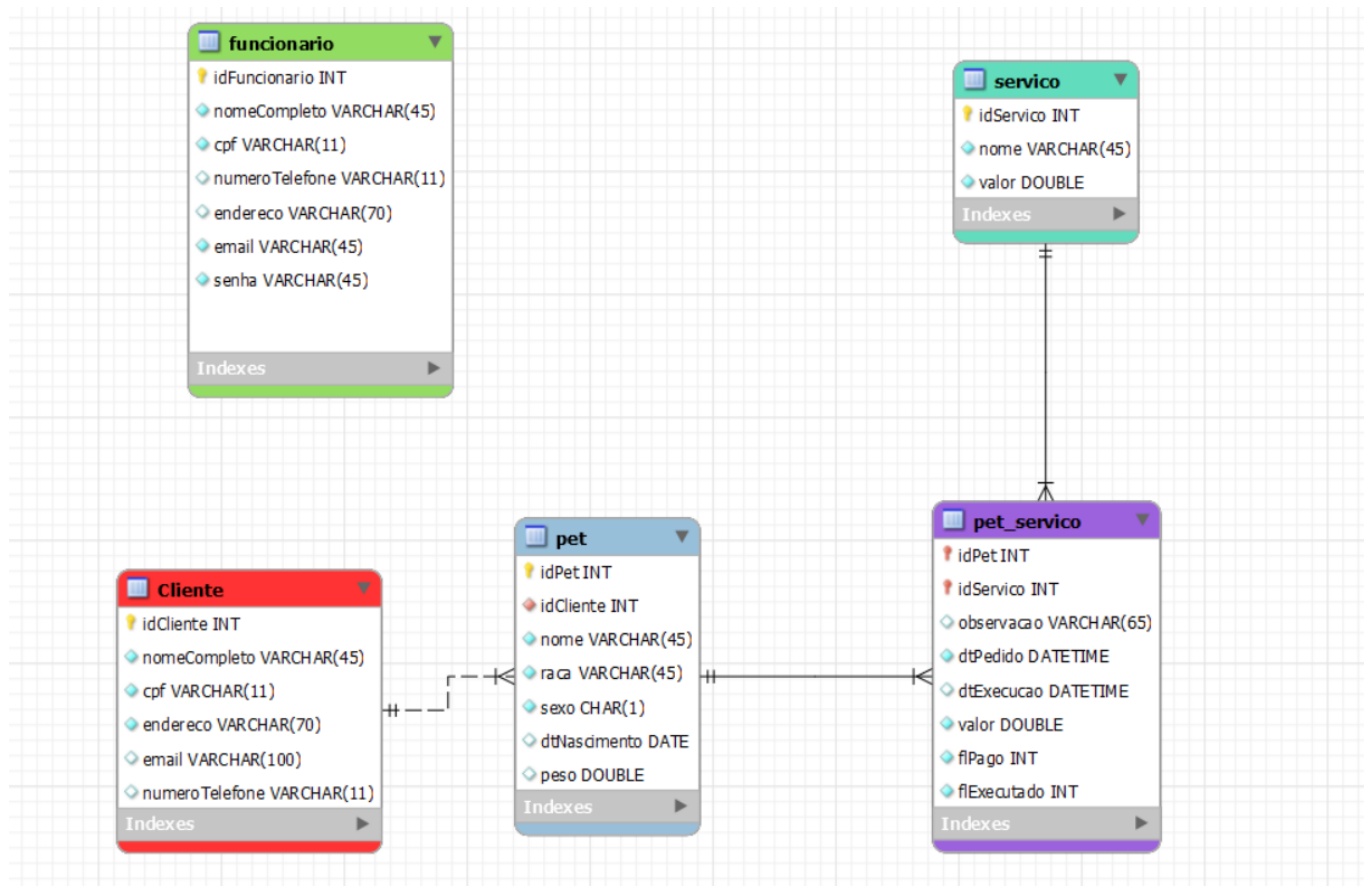 funcionario
idFuncionario INT
nomeCompleto VARCHAR(45)
cpf VARCHAR(11)
numeroTelefone VARCHAR(11)
endereco VARCHAR(70)
email VARCHAR(45)
senha VARCHAR(45)
Indexes
servico
idServico INT
nome VARCHAR(45)
valor DOUBLE
Indexes
Cliente
idCliente INT
nomeCompleto VARCHAR(45)
cpf VARCHAR(11)
endereco VARCHAR(70)
email VARCHAR(100)
numeroTelefone VARCHAR(11)
Indexes
pet
idPet INT
idCliente INT
nome VARCHAR(45)
raca VARCHAR(45)
sexo CHAR(1)
dtNascimento DATE
peso DOUBLE
Indexes
pet_servico
idPet INT
idServico INT
observacao VARCHAR(65)
dtPedido DATETIME
dtExecucao DATETIME
valor DOUBLE
flPago INT
flExecutado INT
Indexes